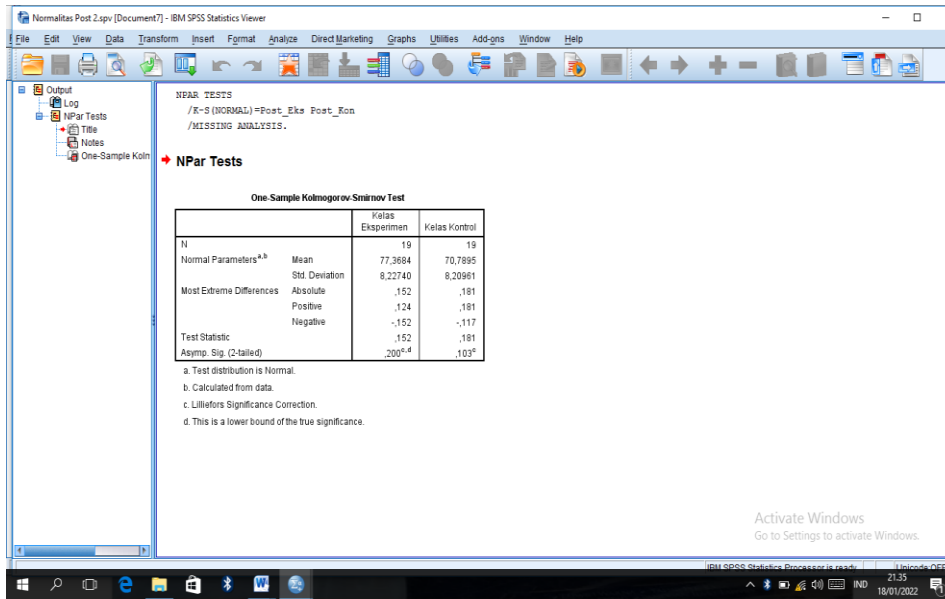 Normalitas Post 2.spv [Document7] - IBM SPSS Statistics Viewer
File Edit View Data Transform Insert Format Analyze Direct Marketing Graphs Utilities Add-ons Window Help
Output
Log
NPar Tests
Title
Notes
One-Sample Kolm
NPAR TESTS
/K-S(NORMAL)=Post_Eks Post_Kon
/MISSING ANALYSIS.
NPar Tests
One-Sample Kolmogorov-Smirnov Test
Kelas Eksperimen Kelas Kontrol
N 19 19
Normal Parameters a,b Mean 77,3684 70,7895
Std. Deviation 8,22740 8,20961
Most Extreme Differences Absolute ,152 ,181
Positive ,124 ,181
Negative -,152 -,117
Test Statistic ,152 ,181
Asymp. Sig. (2-tailed) ,200 c,d ,103 c
a. Test distribution is Normal.
b. Calculated from data.
c. Lilliefors Significance Correction.
d. This is a lower bound of the true significance.
Activate Windows
Go to Settings to activate Windows.
IBM SPSS Statistics Processor is ready Unicode:OFF
IND 21.35
18/01/2022